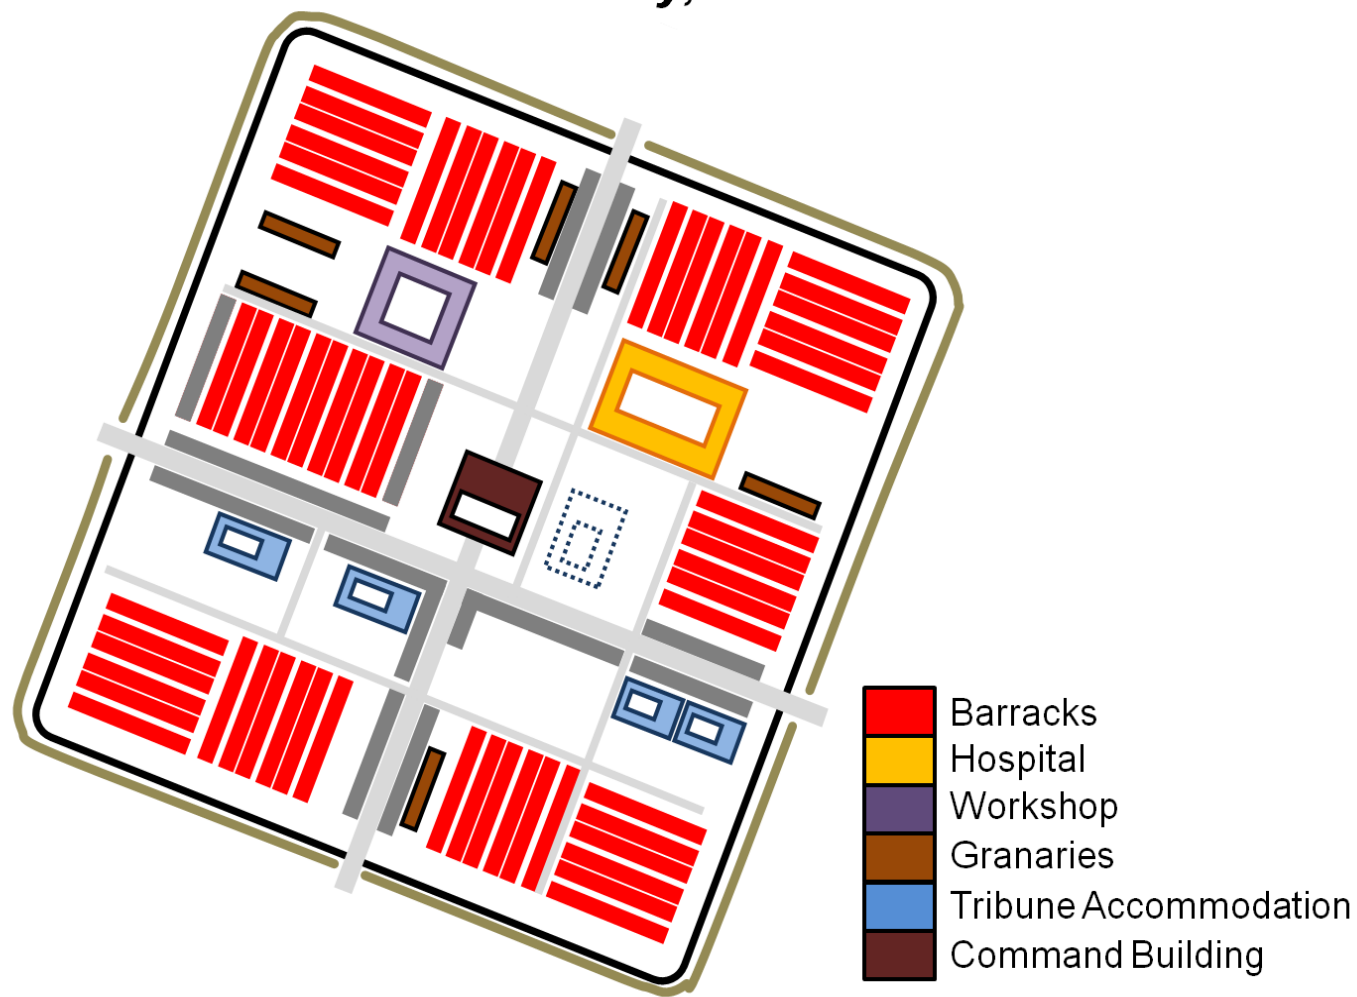 Barracks
Hospital
Workshop
Granaries
Tribune Accommodation
Command Building